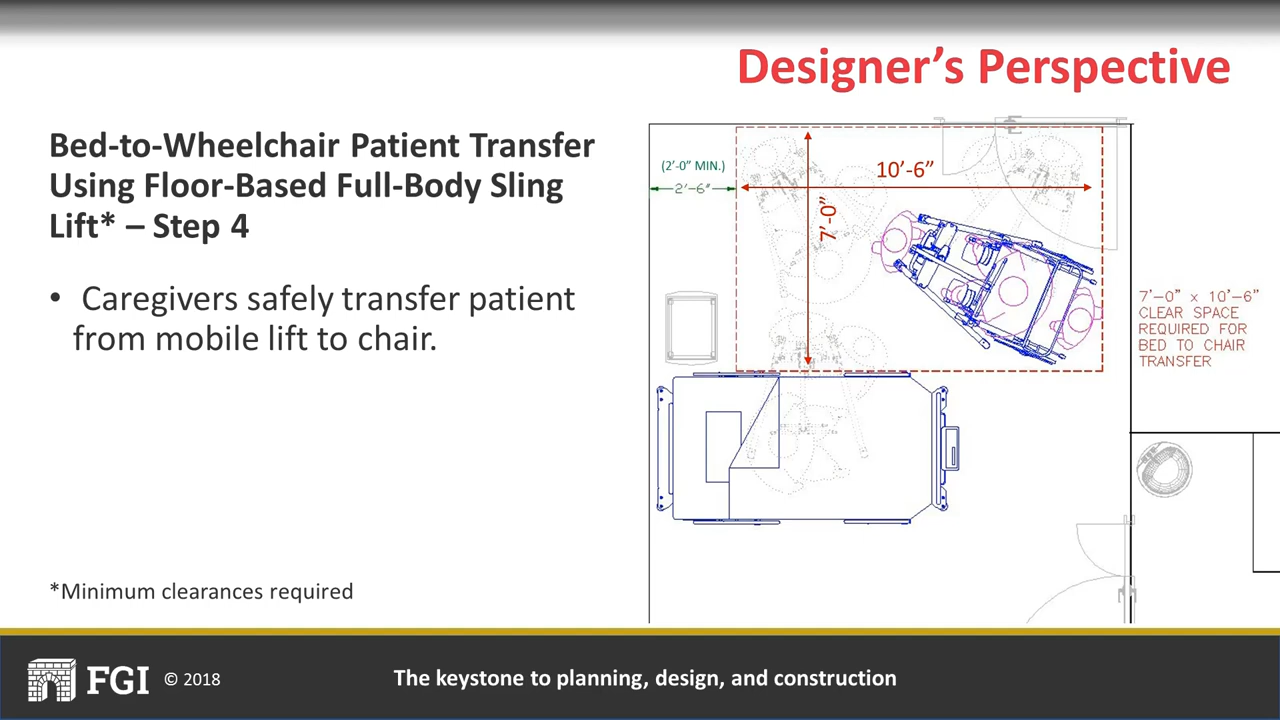 Designer’s Perspective
Bed-to-Wheelchair Patient Transfer
Using Floor-Based Full-Body Sling
Lift* – Step 4
• Caregivers safely transfer patient
from mobile lift to chair.
*Minimum clearances required
(2’-0” MIN.)
2'-6"
10’-6”
7’-0”
7'-0" x 10'-6"
CLEAR SPACE
REQUIRED FOR
BED TO CHAIR
TRANSFER
FGI © 2018
The keystone to planning, design, and construction